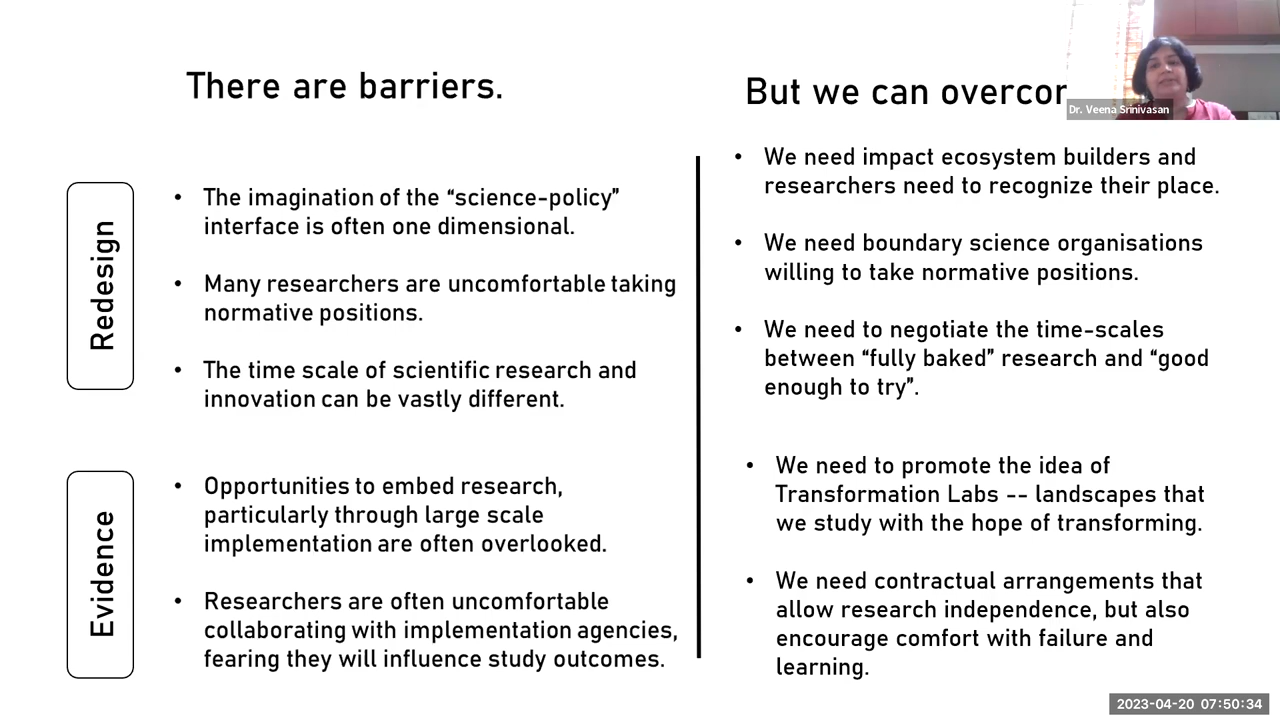 There are barriers.
But we can overcor
Dr. Veena Srinivasan
Redesign
• The imagination of the “science-policy”
interface is often one dimensional.
• Many researchers are uncomfortable taking
normative positions.
• The time scale of scientific research and
innovation can be vastly different.
Evidence
• Opportunities to embed research,
particularly through large scale
implementation are often overlooked.
• Researchers are often uncomfortable
collaborating with implementation agencies,
fearing they will influence study outcomes.
• We need impact ecosystem builders and
researchers need to recognize their place.
• We need boundary science organisations
willing to take normative positions.
• We need to negotiate the time-scales
between “fully baked” research and “good
enough to try”.
• We need to promote the idea of
Transformation Labs -- landscapes that
we study with the hope of transforming.
• We need contractual arrangements that
allow research independence, but also
encourage comfort with failure and
learning.
2023-04-20 07:50:34